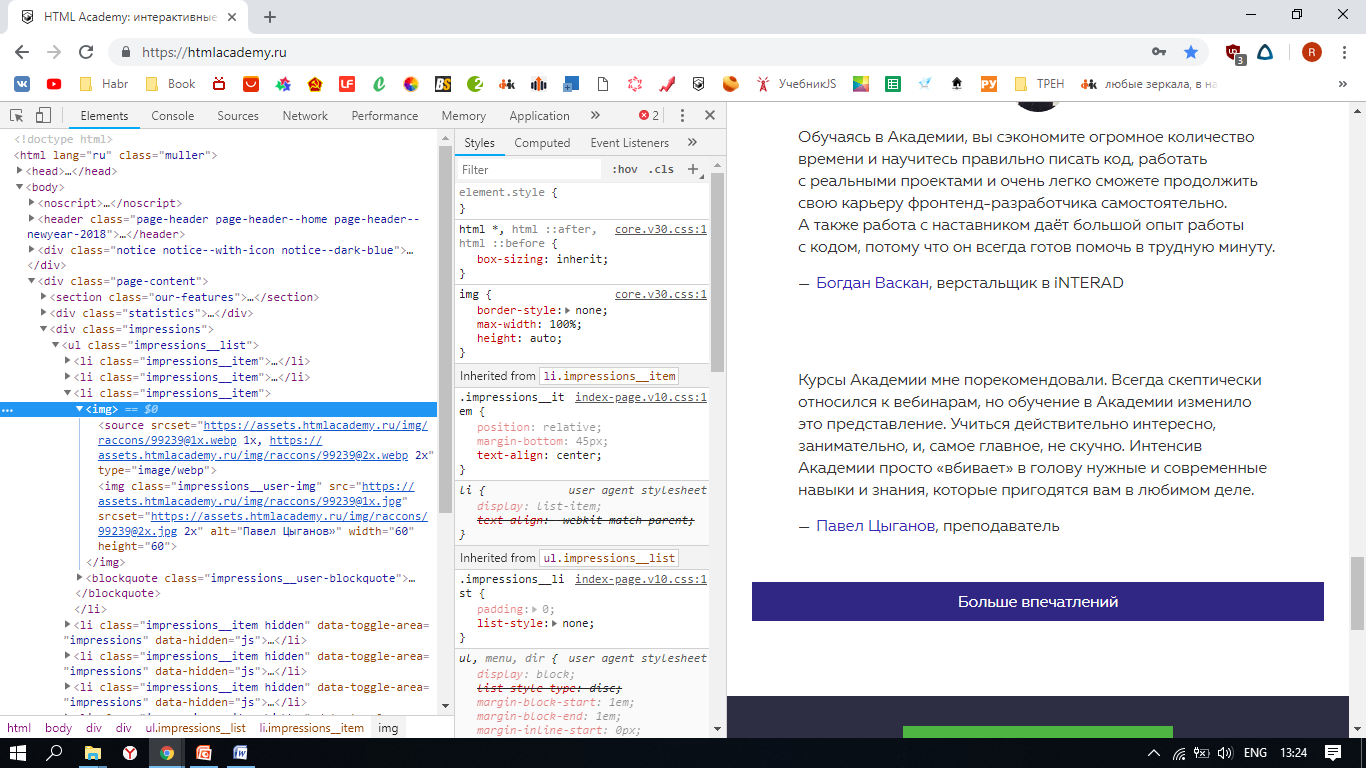 HTML Academy: интерактивные
https://htmlacademy.ru
3
R
Habr
Book
УчебникJS
ТРЕН
любые зеркала, в на
»
Elements
Console
Sources
Network
Performance
Memory
Application
»
2
<!doctype html>
<html lang="ru" class="muller">
<head>…</head>
<body>
<noscript>…</noscript>
<header class="page-header page-header--home page-header--
newyear-2018">…</header>
<div class="notice notice--with-icon notice--dark-blue">…
</div>
<div class="page-content">
<section class="our-features">…</section>
<div class="statistics">…</div>
<div class="impressions">
<ul class="impressions__list">
<li class="impressions__item">…</li>
<li class="impressions__item">…</li>
<li class="impressions__item">
… <img> == $0
<source srcset="https://assets.htmlacademy.ru/img/
raccons/99239@1x.webp 1x, https://
assets.htmlacademy.ru/img/raccons/99239@2x.webp 2x"
type="image/webp">
<img class="impressions__user-img" src="https://
assets.htmlacademy.ru/img/raccons/99239@1x.jpg"
srcset="https://assets.htmlacademy.ru/img/raccons/
99239@2x.jpg 2x" alt="Павел Цыганов»" width="60"
height="60">
</img>
<blockquote class="impressions__user-blockquote">…
</blockquote>
</li>
<li class="impressions__item hidden" data-toggle-area=
"impressions" data-hidden="js">…</li>
<li class="impressions__item hidden" data-toggle-area=
"impressions" data-hidden="js">…</li>
<li class="impressions__item hidden" data-toggle-area=
"impressions" data-hidden="js">…</li>
html body div div ul.impressions__list li.impressions__item img
Styles
Computed
Event Listeners
»
Filter
:hov .cls +
element.style {
}
html *, html ::after, core.v30.css:1
html ::before {
box-sizing: inherit;
}
img { core.v30.css:1
border-style: none;
max-width: 100%;
height: auto;
}
Inherited from li.impressions__item
.impressions__it index-page.v10.css:1
em {
position: relative;
margin-bottom: 45px;
text-align: center;
}
li { user agent stylesheet
display: list-item;
text-align: -webkit-match-parent;
}
Inherited from ul.impressions__list
.impressions__li index-page.v10.css:1
st {
padding: 0;
list-style: none;
}
ul, menu, dir { user agent stylesheet
display: block;
list-style-type: disc;
margin-block-start: 1em;
margin-block-end: 1em;
margin-inline-start: 0px;
Обучаясь в Академии, вы сэкономите огромное количество
времени и научитесь правильно писать код, работать
с реальными проектами и очень легко сможете продолжить
свою карьеру фронтенд-разработчика самостоятельно.
А также работа с наставником даёт большой опыт работы
с кодом, потому что он всегда готов помочь в трудную минуту.
— Богдан Васкан, верстальщик в iNTERAD
Курсы Академии мне порекомендовали. Всегда скептически
относился к вебинарам, но обучение в Академии изменило
это представление. Учиться действительно интересно,
занимательно, и, самое главное, не скучно. Интенсив
Академии просто «вбивает» в голову нужные и современные
навыки и знания, которые пригодятся вам в любимом деле.
— Павел Цыганов, преподаватель
Больше впечатлений
ENG
13:24